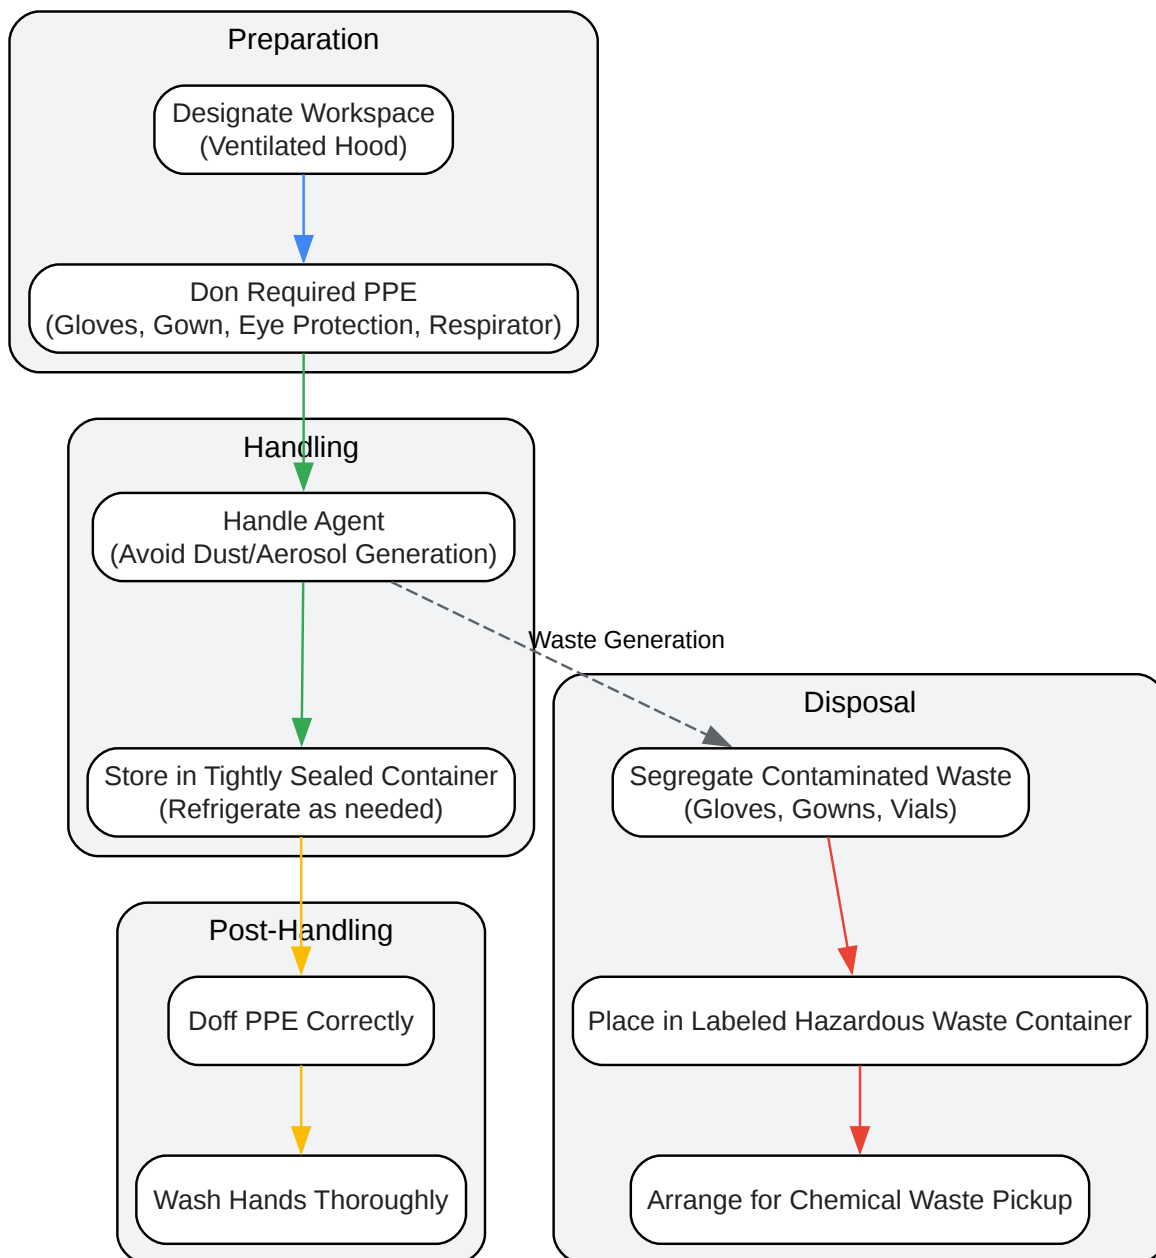 Preparation
Designate Workspace
(Ventilated Hood)
Don Required PPE
(Gloves, Gown, Eye Protection, Respirator)
Handling
Handle Agent
(Avoid Dust/Aerosol Generation)
Waste Generation
Store in Tightly Sealed Container
(Refrigerate as needed)
Disposal
Segregate Contaminated Waste
(Gloves, Gowns, Vials)
Post-Handling
Doff PPE Correctly
Place in Labeled Hazardous Waste Container
Wash Hands Thoroughly
Arrange for Chemical Waste Pickup